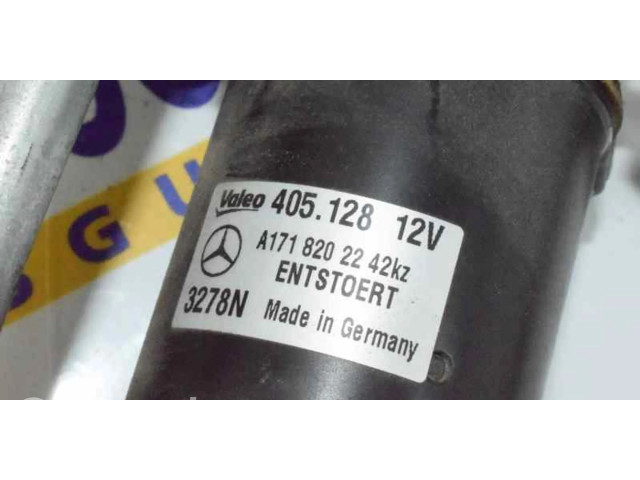 Valeo 405.128 12V
A171 820 22 42kz
ENTSTOERT
3278N Made in Germany